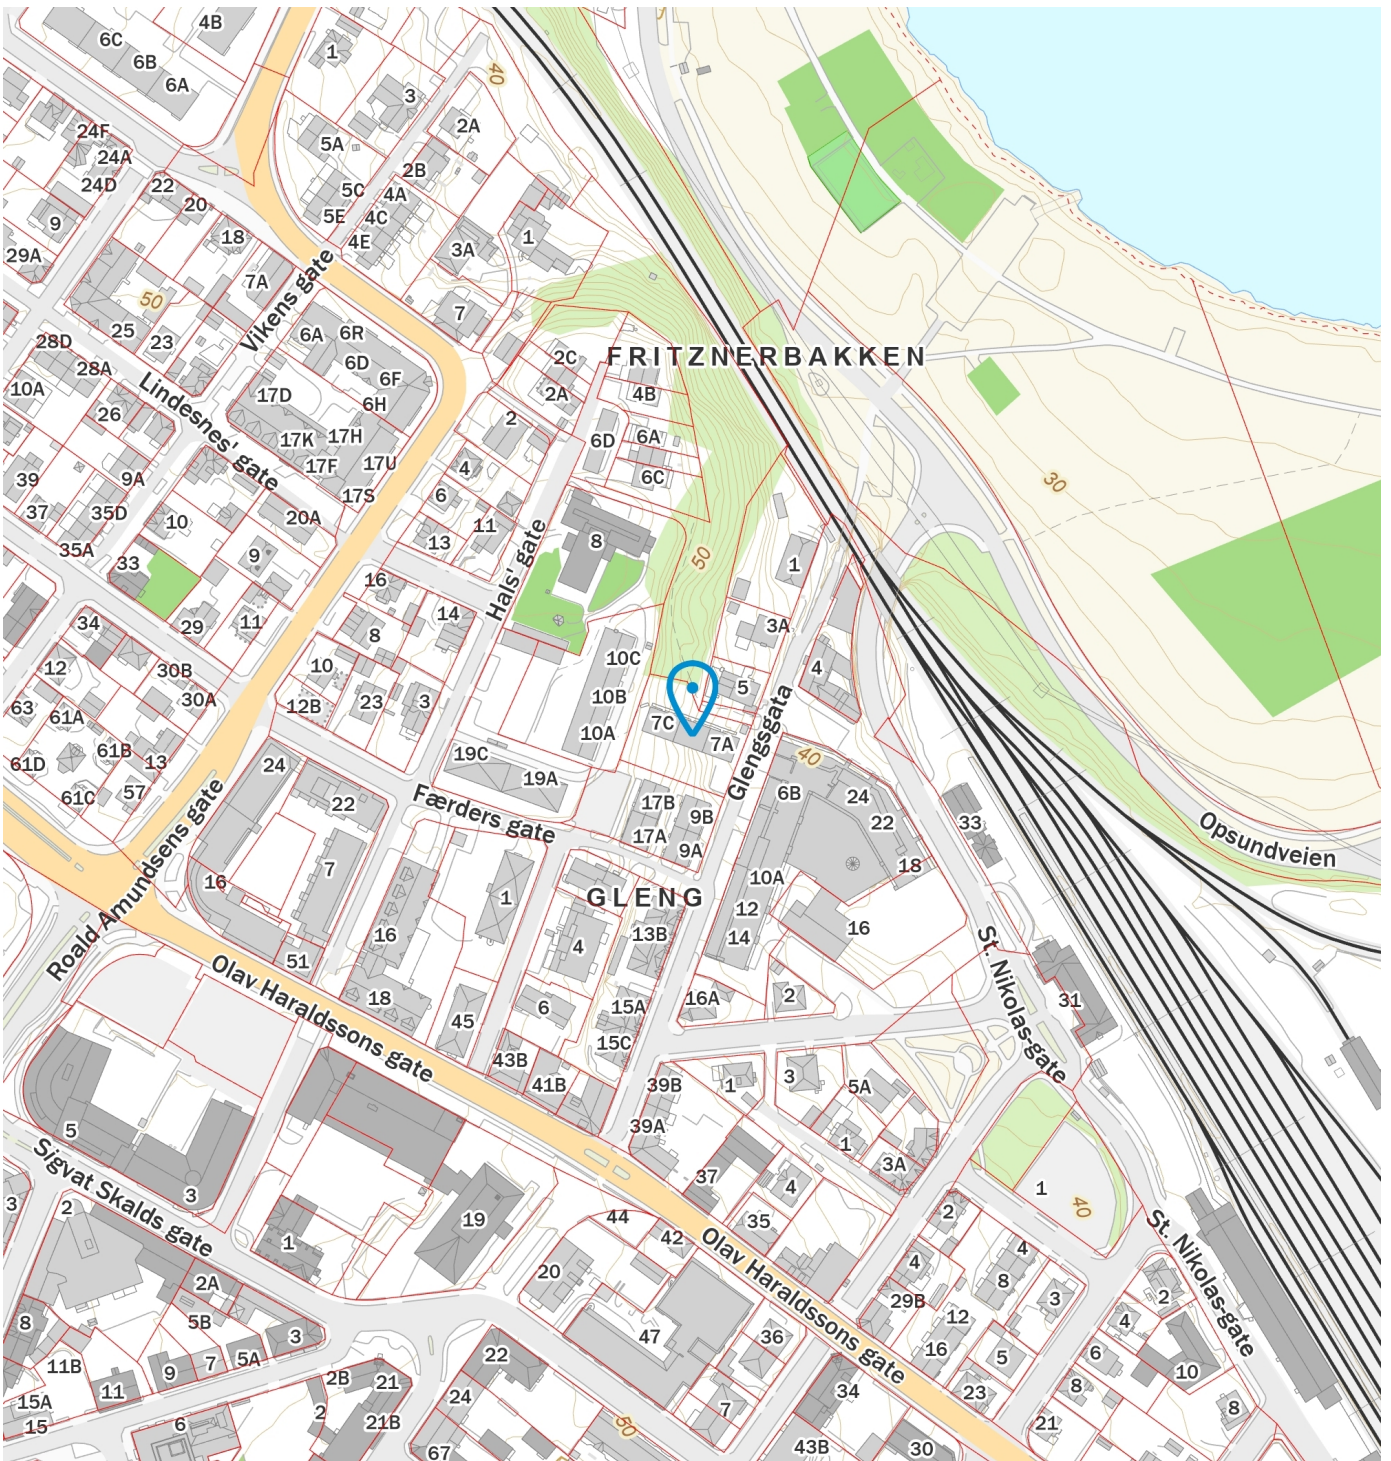 4B
6C
6B
6A
1
40
3
2A
24F
24A
24D
5A
2B
22
20
5C
5E
4A
4C
4E
9
18
3A
1
29A
7A
Vikens gate
50
25
23
7
6A
6R
6D
6F
6H
FRITZNERBAKKEN
28D
28A
2C
2A
4B
10A
Lindesnes' gate
17D
26
2
6D
6A
6C
17K
17H
17F
17U
17S
4
6
39
37
9A
35D
35A
10
20A
13
11
Hals' gate
8
50
30
1
33
9
16
14
3A
34
29
11
8
10C
4
12
30B
30A
10
12B
23
3
10B
10A
5
7C
7A
Glengsgata
63
61A
61B
61D
61C
13
57
24
22
19C
19A
Færders gate
40
6B
24
22
18
33
Opsundveien
17B
17A
9B
9A
Roald Amundsens gate
16
7
51
1
GLENG
10A
12
14
16
16
18
4
13B
Olav Haraldssons gate
45
6
15A
15C
16A
2
St. Nikolas-gate
31
43B
41B
39B
39A
1
3
5A
5
3
Sigvat Skalds gate
1
3A
37
4
1
40
3
2
19
44
42
35
Olav Haraldssons gate
2
4
4
8
3
St. Nikolas-gate
1
20
47
29B
12
2
4
8
2A
5B
3
5A
7
9
11B
11
15A
15
36
16
5
6
10
22
2B
21
24
21B
2
6
67
7
34
23
8
21
8
50
43B
30